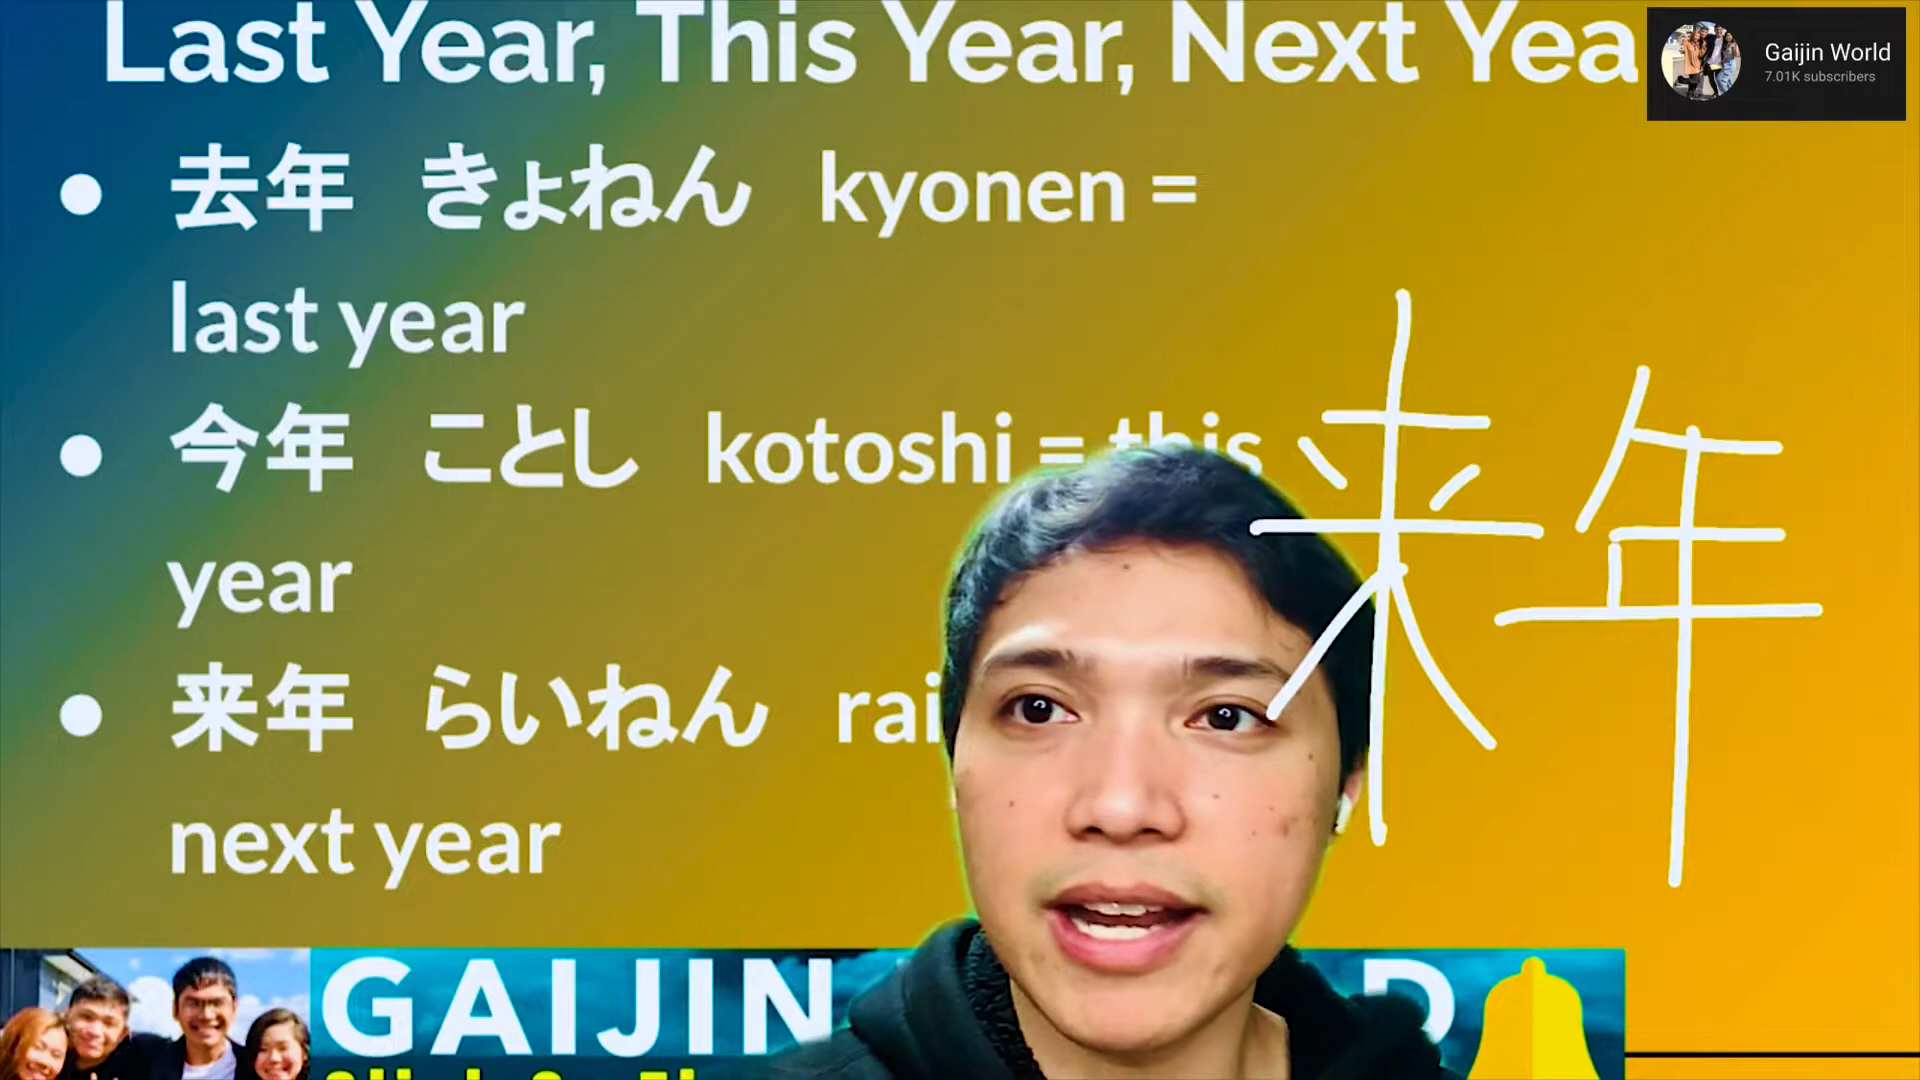 Last Year, This Year, Next Yea
Gaijin World
7.01K subscribers
● 去年 きょねん kyonen =
last year
● 今年 ことし kotoshi = this
year
● 来年 らいねん rai
next year
来年
GAIJIN